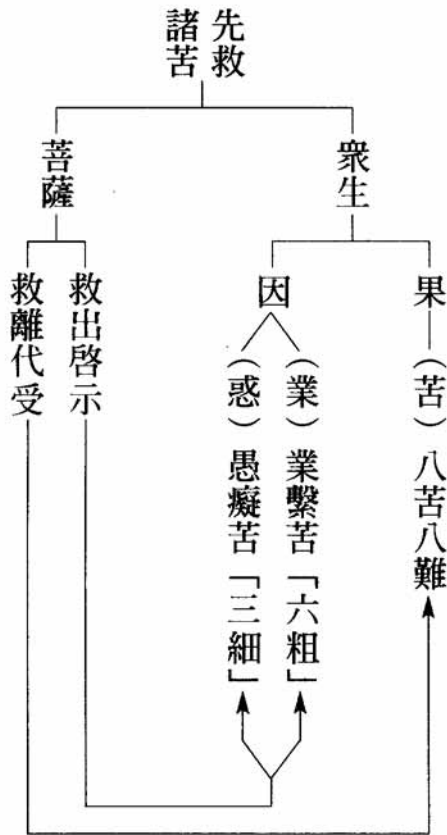 先救
諸苦
衆生
果
（苦）八苦八難
因
（業）業繫苦「六粗」
（惑）愚癡苦「三細」
菩薩
救出啓示
救離代受